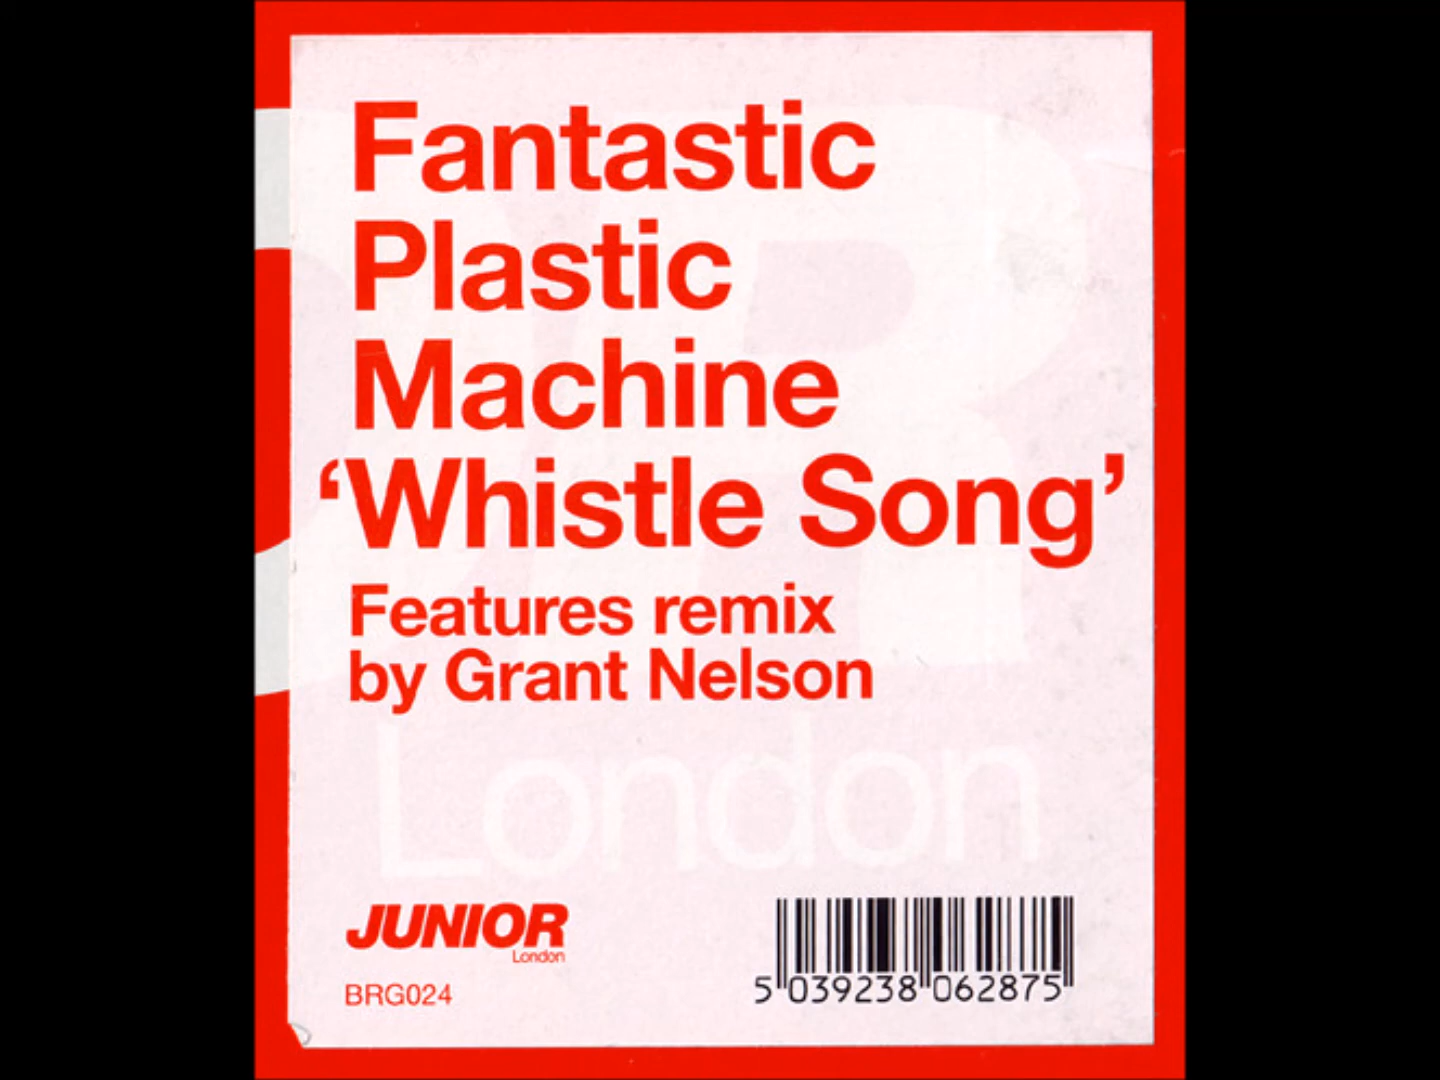 Fantastic
Plastic
Machine
‘Whistle Song’
Features remix
by Grant Nelson
London
JUNIOR
London
BRG024
5 039238 062875